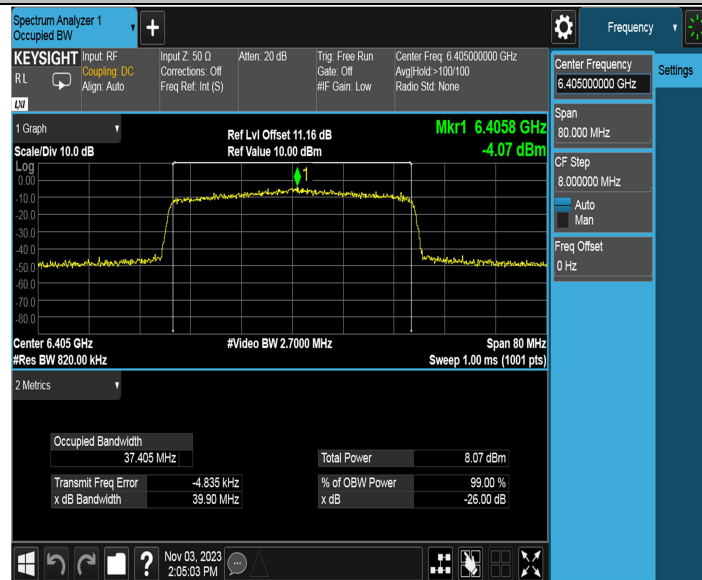 Spectrum Analyzer 1
Occupied BW
+
Frequency
KEYSIGHT
RL
LXI
Input: RF
Coupling: DC
Align: Auto
Input Z: 50 Ω
Corrections: Off
Freq Ref: Int (S)
Atten: 20 dB
Trig: Free Run
Gate: Off
#IF Gain: Low
Center Freq: 6.405000000 GHz
Avg|Hold:>100/100
Radio Std: None
Center Frequency
6.405000000 GHz
Settings
Span
80.000 MHz
CF Step
8.000000 MHz
Auto
Man
Freq Offset
0 Hz
1 Graph
Scale/Div 10.0 dB
Ref Lvl Offset 11.16 dB
Ref Value 10.00 dBm
Mkr1 6.4058 GHz
-4.07 dBm
Log
0.00
-10.0
-20.0
-30.0
-40.0
-50.0
-60.0
-70.0
-80.0
1
Center 6.405 GHz
#Res BW 820.00 kHz
#Video BW 2.7000 MHz
Span 80 MHz
Sweep 1.00 ms (1001 pts)
2 Metrics
Occupied Bandwidth
37.405 MHz
Transmit Freq Error -4.835 kHz
x dB Bandwidth 39.90 MHz
Total Power 8.07 dBm
% of OBW Power 99.00 %
x dB -26.00 dB
?
Nov 03, 2023
2:05:03 PM